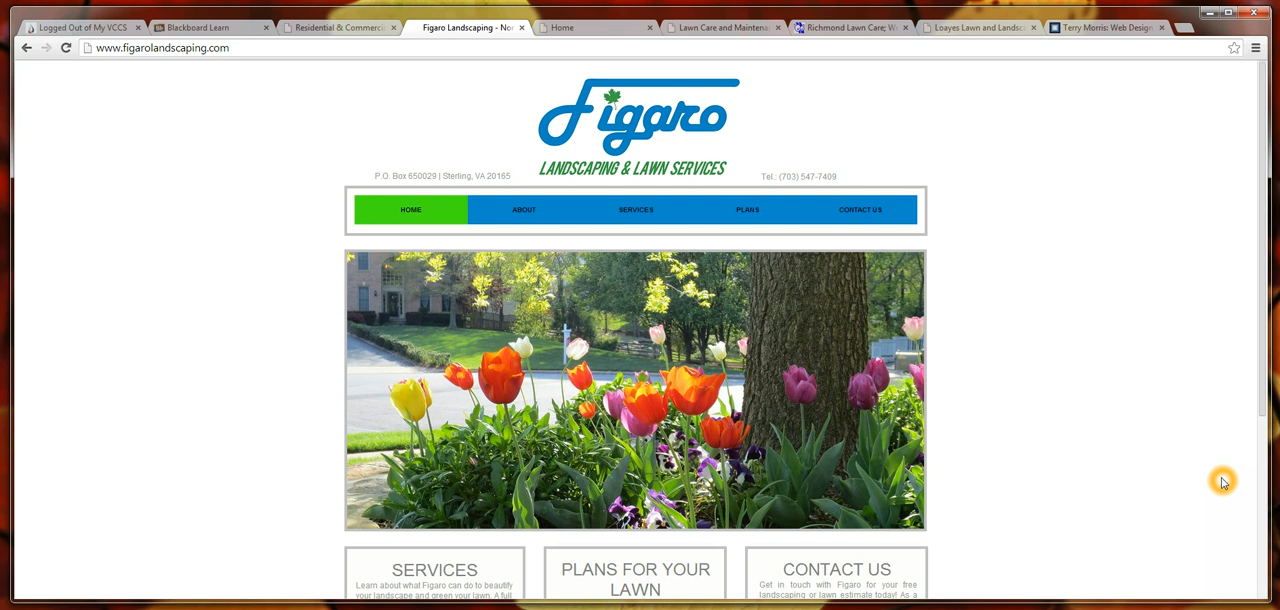 Logged Out of My VCCS
Blackboard Learn
Residential & Commerci
Figaro Landscaping - Nor
Home
Lawn Care and Maintena
Richmond Lawn Care; W
Loayes Lawn and Landsc
Terry Morris: Web Design
www.figarolandscaping.com
Figaro
LANDSCAPING & LAWN SERVICES
P.O. Box 650029 | Sterling, VA 20165
Tel.: (703) 547-7409
HOME
ABOUT
SERVICES
PLANS
CONTACT US
SERVICES
Learn about what Figaro can do to beautify
your landscape and green your lawn. A full
PLANS FOR YOUR
LAWN
CONTACT US
Get in touch with Figaro for your free
landscaping or lawn estimate today! As a